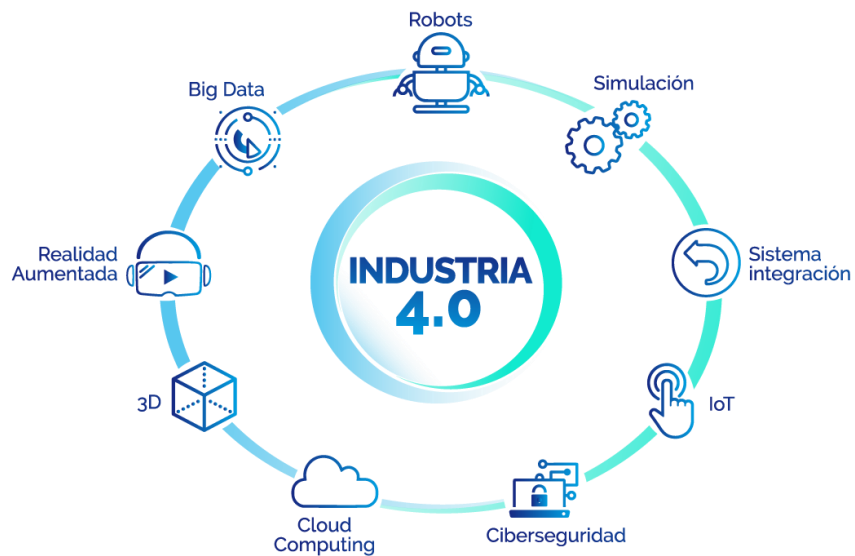 Robots
Simulación
Big Data
INDUSTRIA
4.0
Realidad
Aumentada
Sistema
integración
3D
IoT
Cloud
Computing
Ciberseguridad